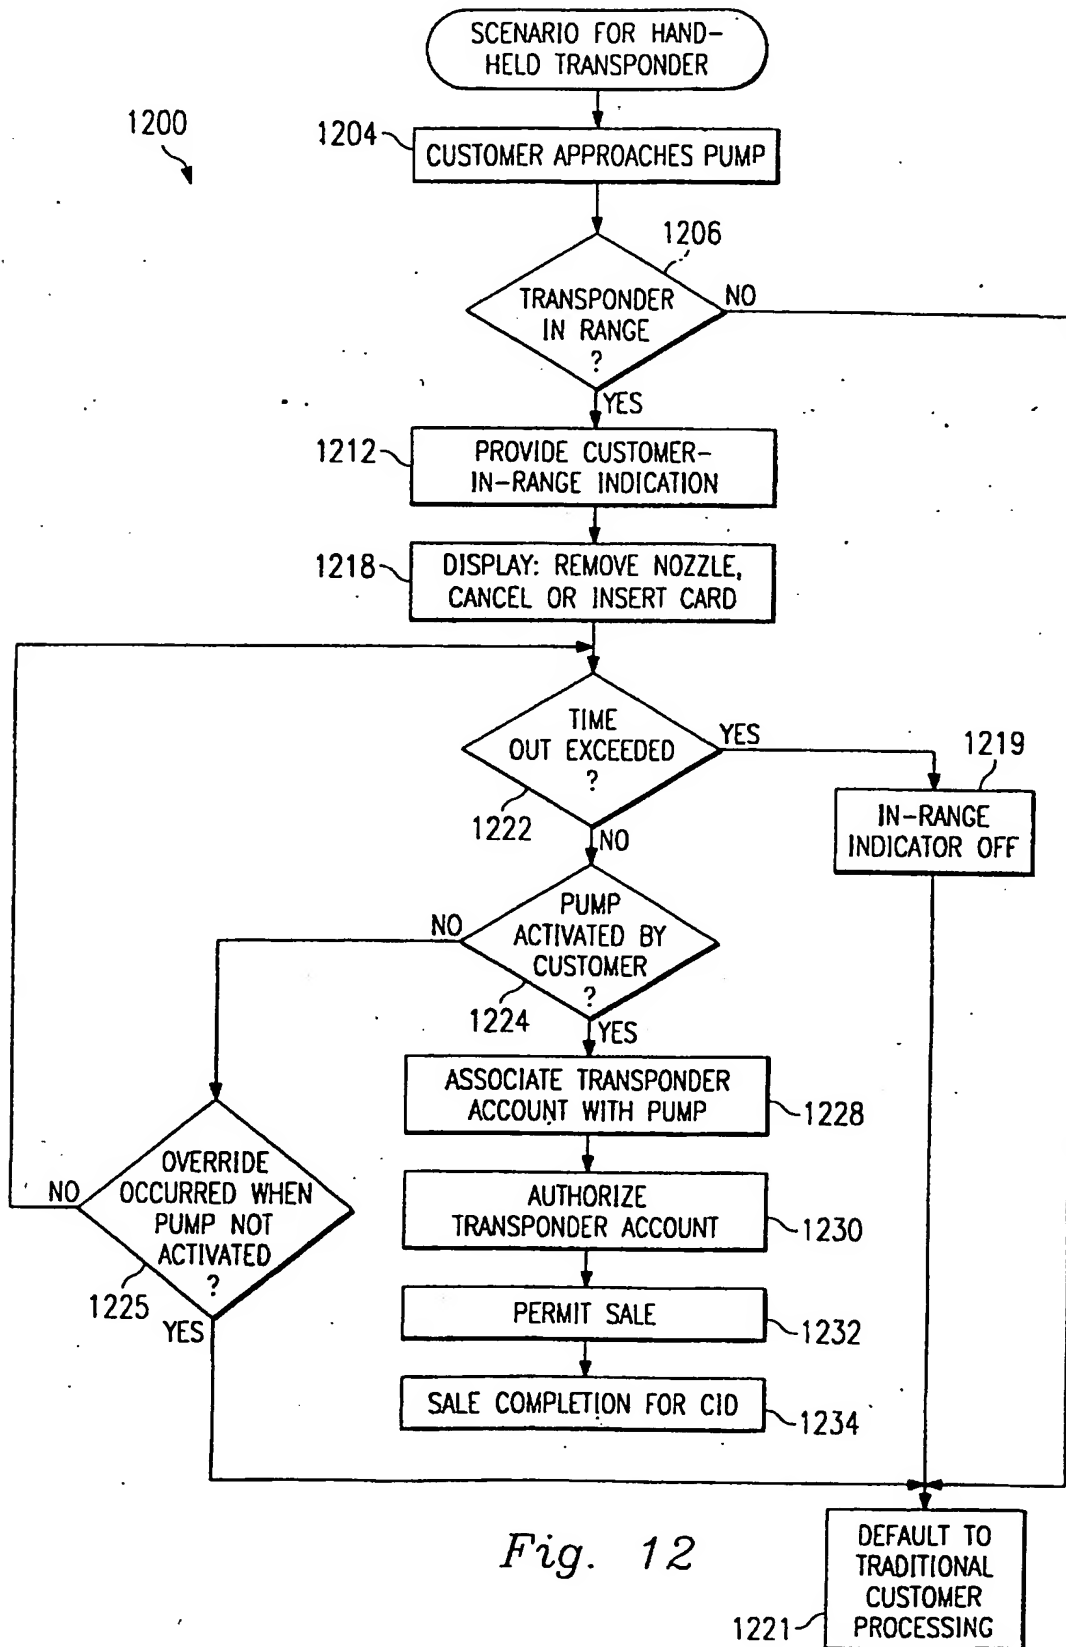 SCENARIO FOR HAND-
HELD TRANSPONDER
1200
1204
CUSTOMER APPROACHES PUMP
1206
TRANSPONDER
IN RANGE
?
NO
YES
1212
PROVIDE CUSTOMER-
IN-RANGE INDICATION
1218
DISPLAY: REMOVE NOZZLE,
CANCEL OR INSERT CARD
TIME
OUT EXCEEDED
?
YES
1222
NO
1219
IN-RANGE
INDICATOR OFF
PUMP
ACTIVATED BY
CUSTOMER
?
NO
1224
YES
ASSOCIATE TRANSPONDER
ACCOUNT WITH PUMP
1228
OVERRIDE
OCCURRED WHEN
PUMP NOT
ACTIVATED
?
NO
1225
YES
AUTHORIZE
TRANSPONDER ACCOUNT
1230
PERMIT SALE
1232
SALE COMPLETION FOR CID
1234
DEFAULT TO
TRADITIONAL
CUSTOMER
PROCESSING
1221
Fig. 12